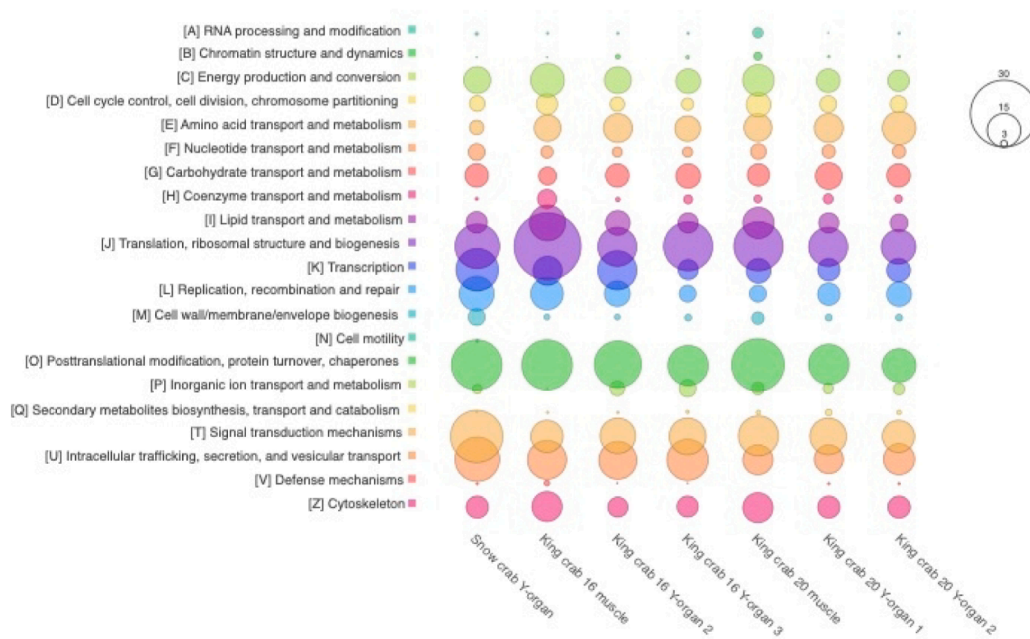 [A] RNA processing and modification
[B] Chromatin structure and dynamics
[C] Energy production and conversion
[D] Cell cycle control, cell division, chromosome partitioning
[E] Amino acid transport and metabolism
[F] Nucleotide transport and metabolism
[G] Carbohydrate transport and metabolism
[H] Coenzyme transport and metabolism
[I] Lipid transport and metabolism
[J] Translation, ribosomal structure and biogenesis
[K] Transcription
[L] Replication, recombination and repair
[M] Cell wall/membrane/envelope biogenesis
[N] Cell motility
[O] Posttranslational modification, protein turnover, chaperones
[P] Inorganic ion transport and metabolism
[Q] Secondary metabolites biosynthesis, transport and catabolism
[T] Signal transduction mechanisms
[U] Intracellular trafficking, secretion, and vesicular transport
[V] Defense mechanisms
[Z] Cytoskeleton
30
15
3
Snow crab Y-organ
King crab 16 muscle
King crab 16 Y-organ 2
King crab 16 Y-organ 3
King crab 20 muscle
King crab 20 Y-organ 1
King crab 20 Y-organ 2